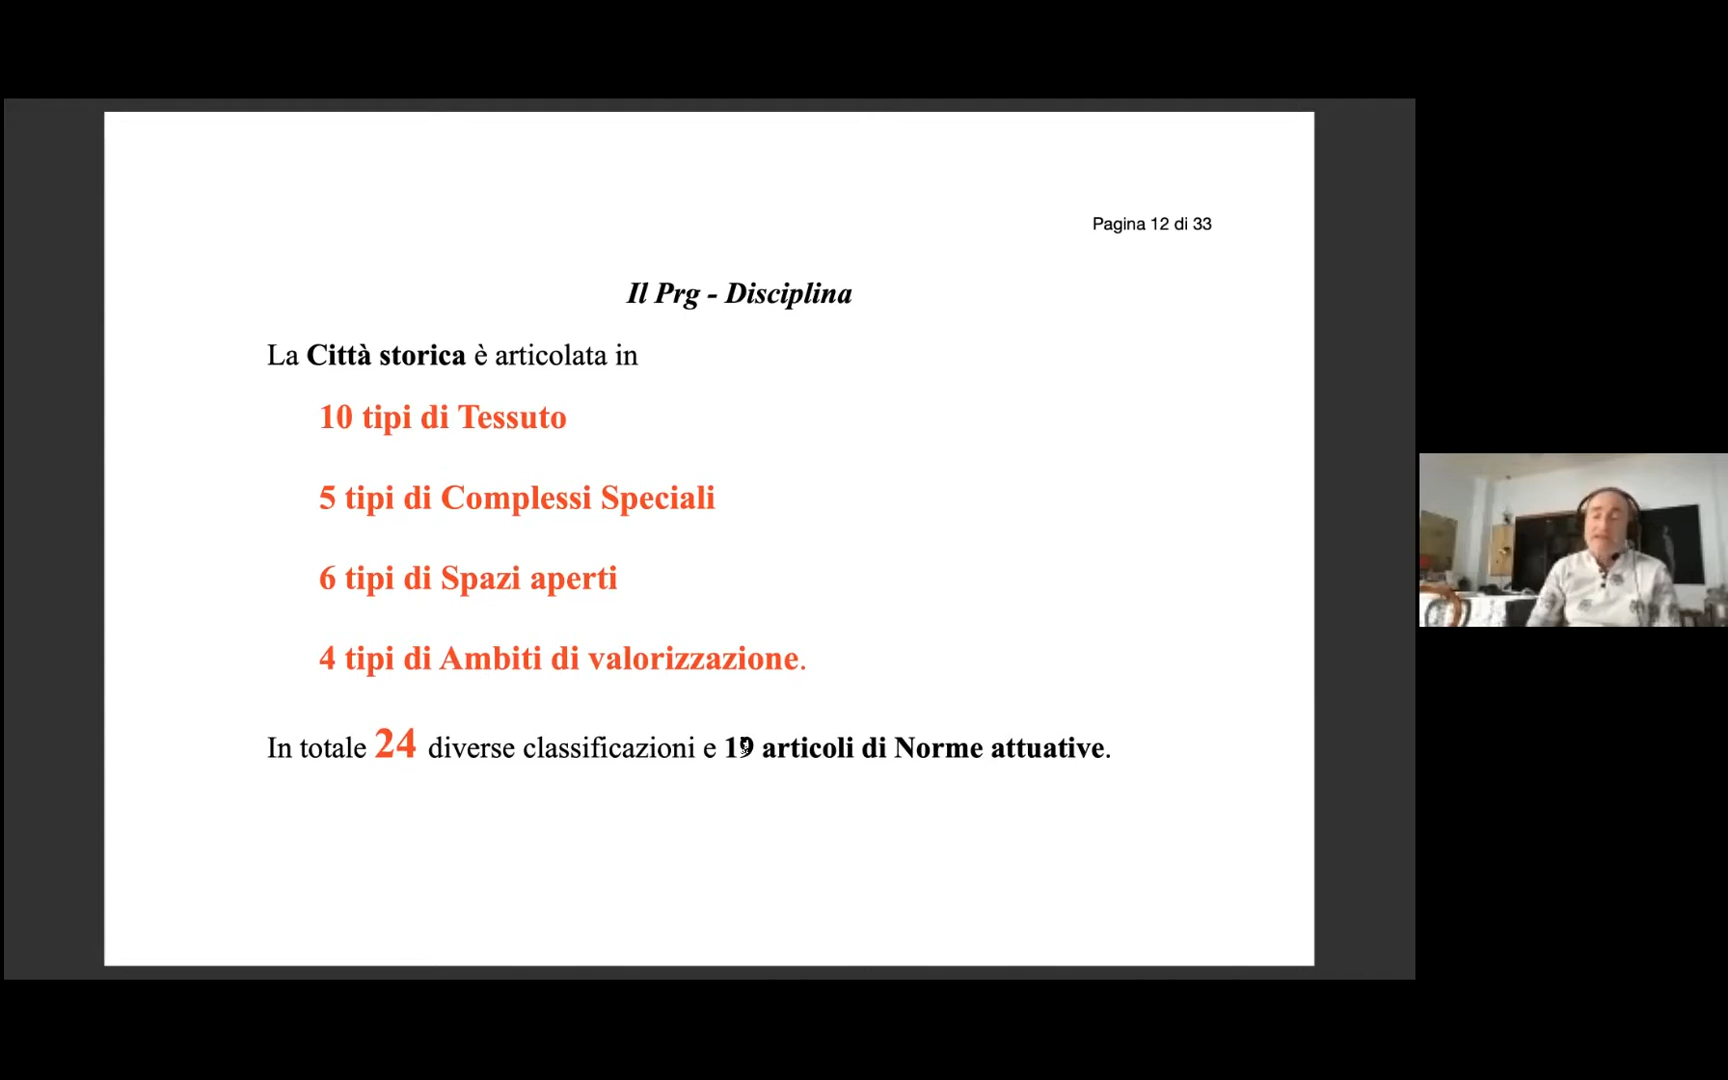 Pagina 12 di 33
Il Prg - Disciplina
La Città storica è articolata in
10 tipi di Tessuto
5 tipi di Complessi Speciali
6 tipi di Spazi aperti
4 tipi di Ambiti di valorizzazione.
In totale 24 diverse classificazioni e 19 articoli di Norme attuative.